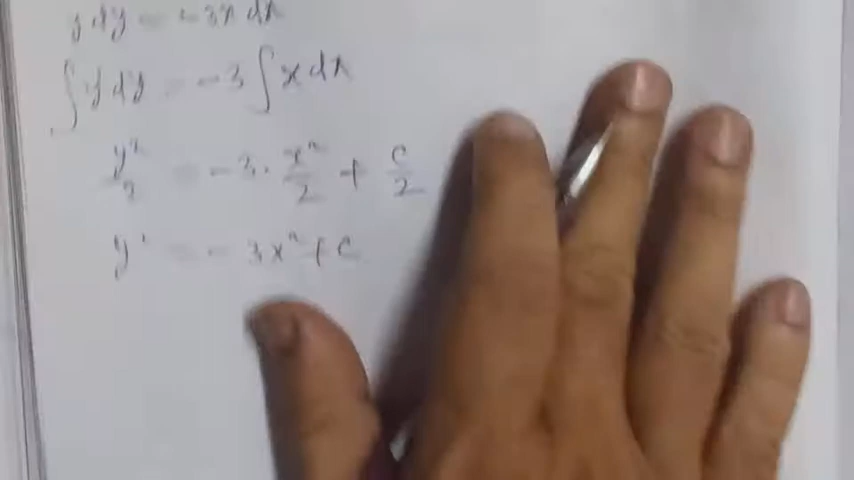 y dy = -3x dx
∫ y dy = -3 ∫ x dx
y²/2 = -3 · x²/2 + c/2
y² = -3x² + c